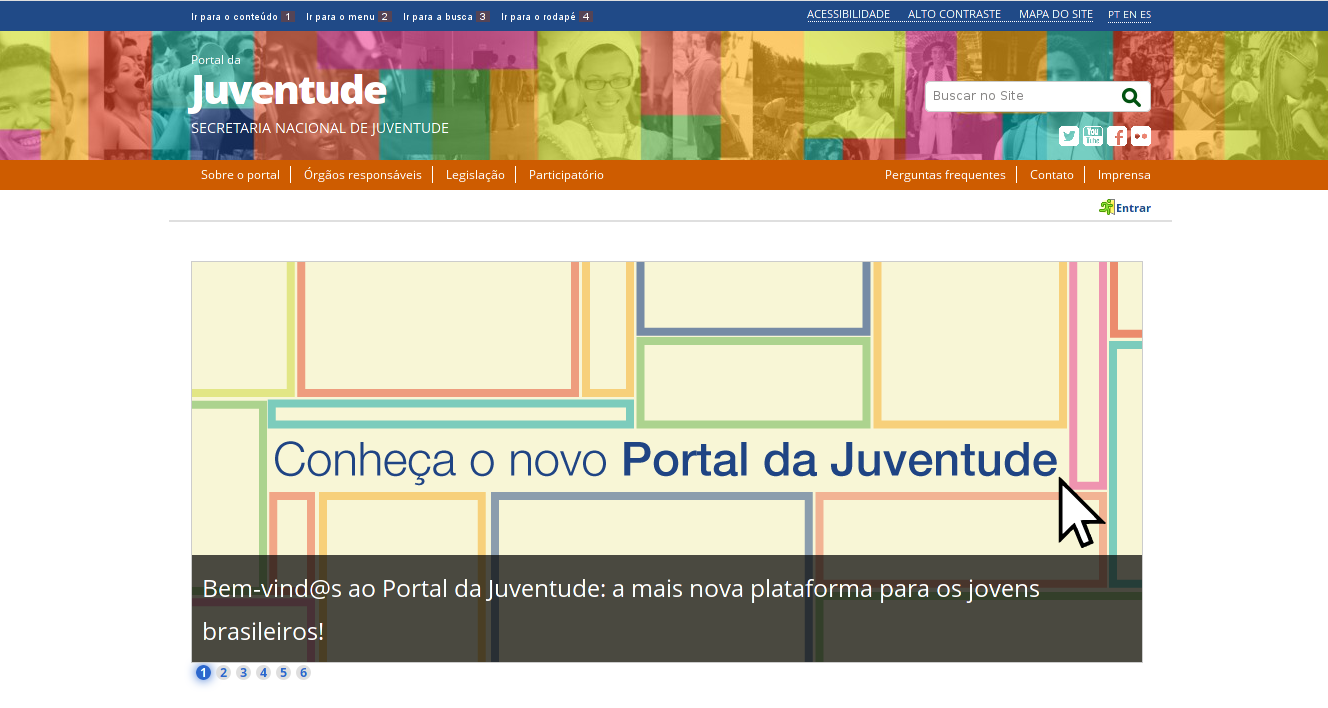 Ir para o conteúdo 1 Ir para o menu 2 Ir para a busca 3 Ir para o rodapé 4
ACESSIBILIDADE ALTO CONTRASTE MAPA DO SITE PT EN ES
Portal da
Juventude
SECRETARIA NACIONAL DE JUVENTUDE
Buscar no Site
You
Tube
Sobre o portal Órgãos responsáveis Legislação Participatório Perguntas frequentes Contato Imprensa
Entrar
Conheça o novo Portal da Juventude
Bem-vind@s ao Portal da Juventude: a mais nova plataforma para os jovens
brasileiros!
1 2 3 4 5 6